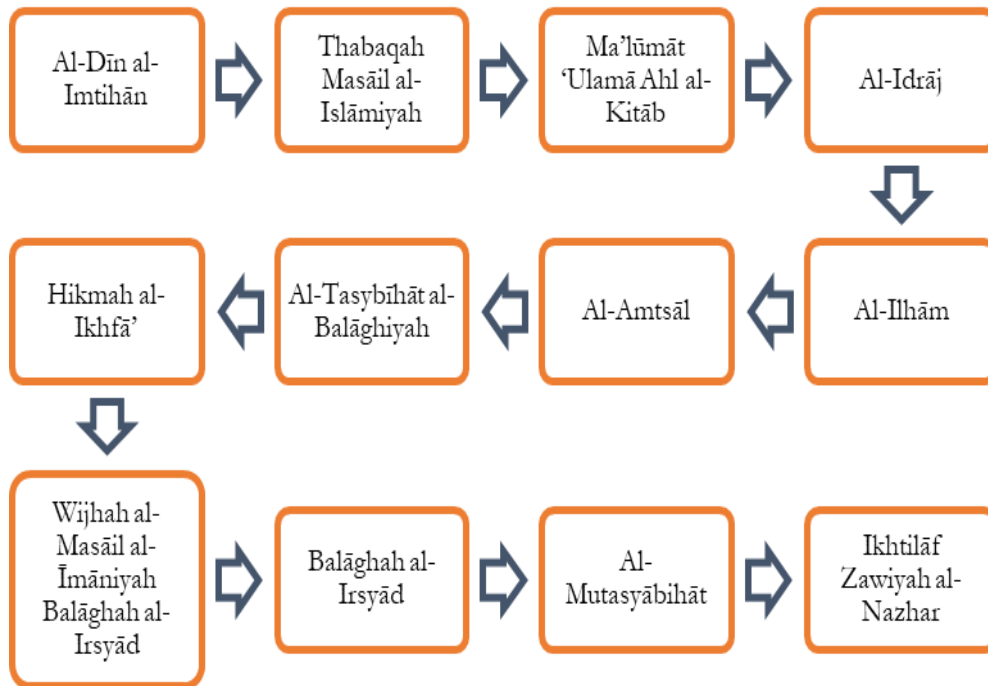 Al-Dīn al-
Imtihān
Thabaqah
Masāil al-
Islāmiyah
Ma’lūmāt
‘Ulamā Ahl al-
Kitāb
Al-Idrāj
Al-Ilhām
Al-Amtsāl
Al-Tasybīhāt al-
Balāghiyah
Hikmah al-
Ikhfā’
Wijhah al-
Masāil al-
Īmāniyah
Balāghah al-
Irsyād
Balāghah al-
Irsyād
Al-
Mutasyābihāt
Ikhtilāf
Zawiyah al-
Nazhar